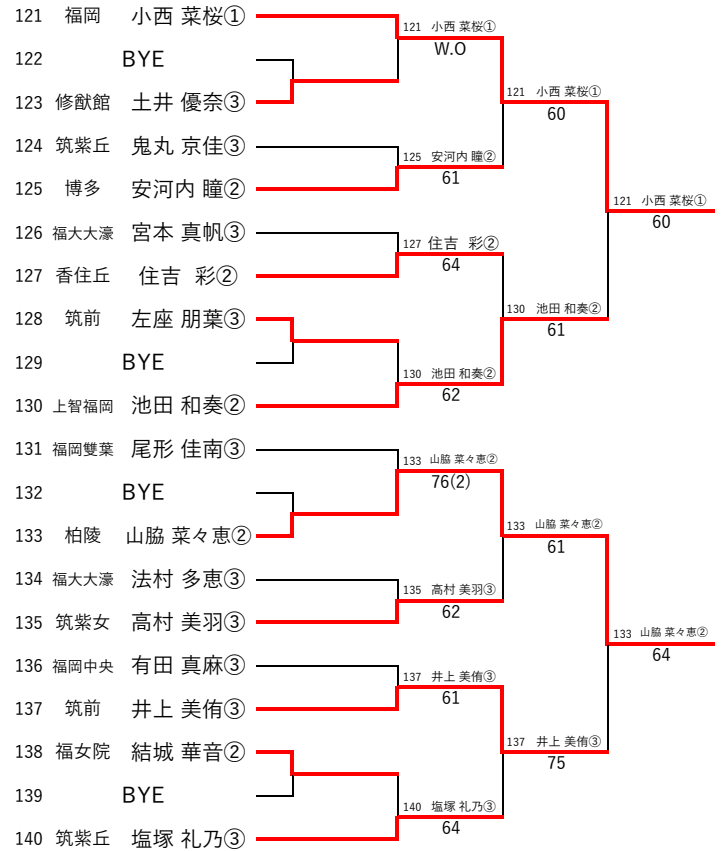 121 福岡 小西 菜桜①
122 BYE
123 修猷館 土井 優奈③
124 筑紫丘 鬼丸 京佳③
125 博多 安河内 瞳②
126 福大大濠 宮本 真帆③
127 香住丘 住吉 彩②
128 筑前 左座 朋葉③
129 BYE
130 上智福岡 池田 和奏②
131 福岡雙葉 尾形 佳南③
132 BYE
133 柏陵 山脇 菜々恵②
134 福大大濠 法村 多恵③
135 筑紫女 高村 美羽③
136 福岡中央 有田 真麻③
137 筑前 井上 美侑③
138 福女院 結城 華音②
139 BYE
140 筑紫丘 塩塚 礼乃③
121 小西 菜桜①
W.O
125 安河内 瞳②
61
127 住吉 彩②
64
130 池田 和奏②
62
133 山脇 菜々恵②
76(2)
135 高村 美羽③
62
137 井上 美侑③
61
140 塩塚 礼乃③
64
121 小西 菜桜①
60
130 池田 和奏②
61
133 山脇 菜々恵②
61
137 井上 美侑③
75
121 小西 菜桜①
60
133 山脇 菜々恵②
64